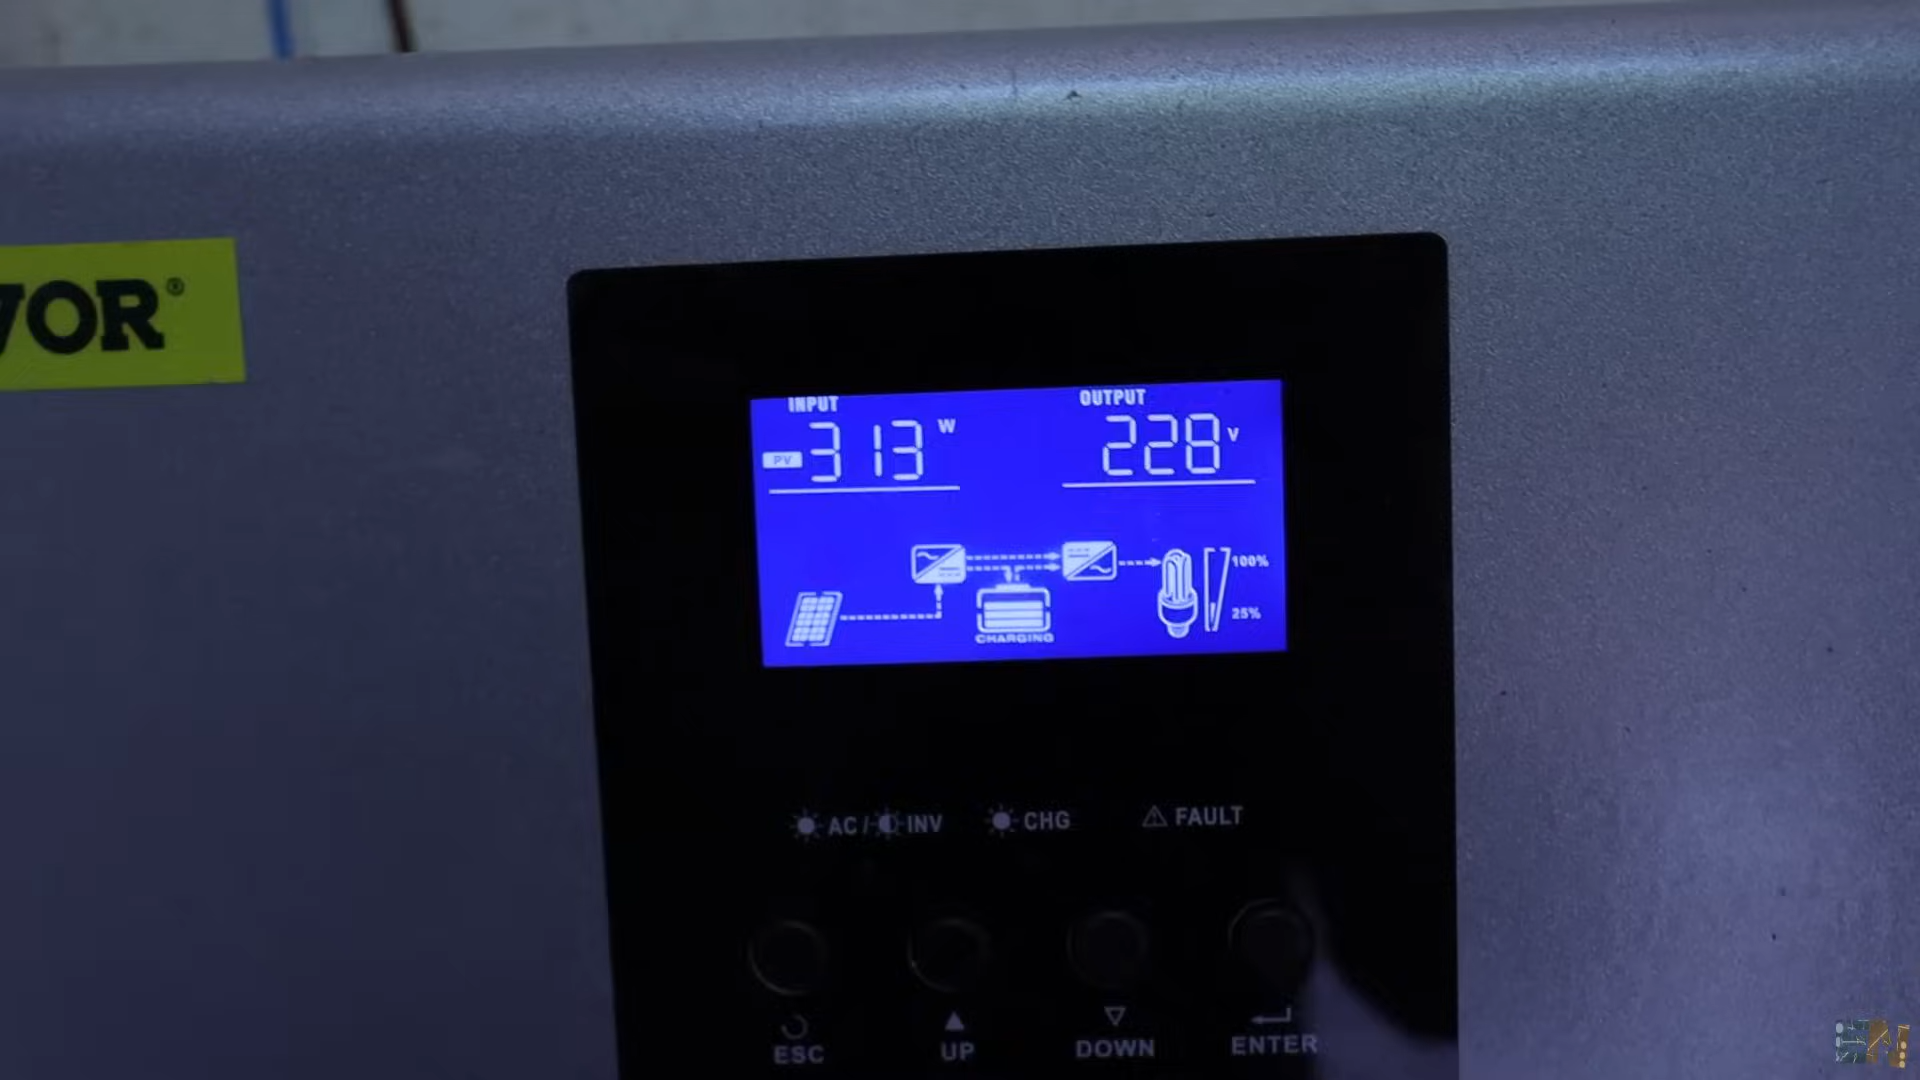 VOR®
INPUT
OUTPUT
PV 313 W
228 V
100%
25%
CHARGING
AC / INV
CHG
FAULT
ESC
UP
DOWN
ENTER